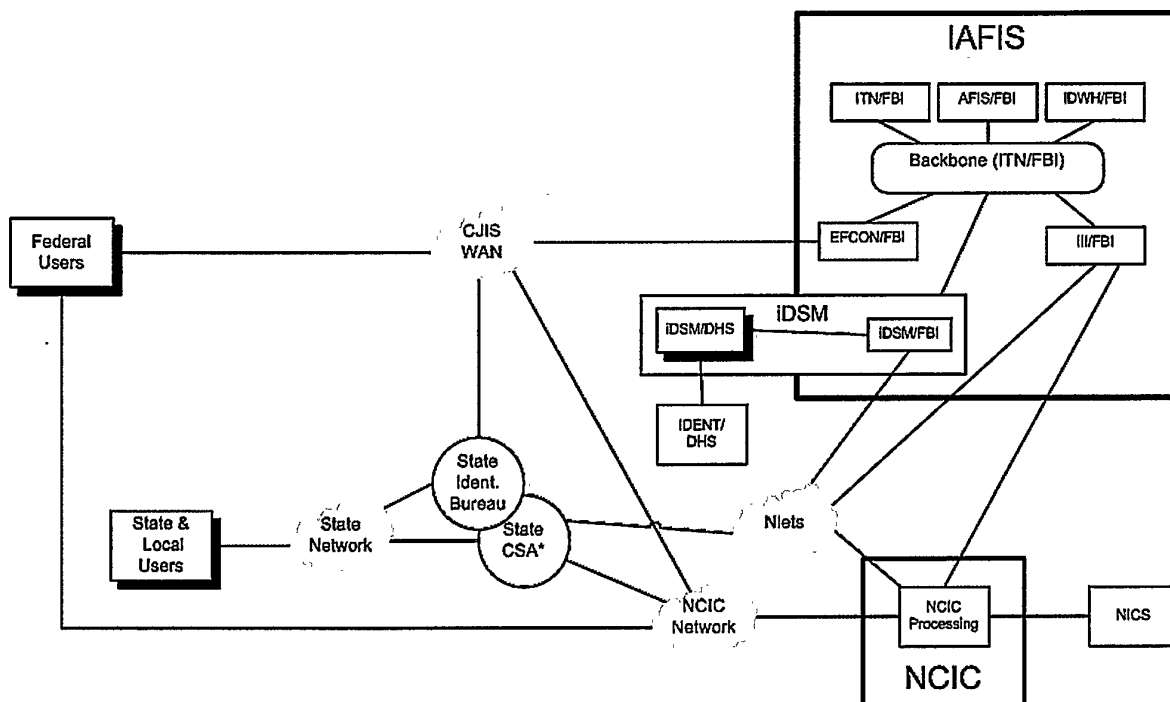 IAFIS
ITN/FBI
AFIS/FBI
IDWH/FBI
Backbone (ITN/FBI)
Federal
Users
CJIS
WAN
EFCON/FBI
III/FBI
iDSM
iDSM/DHS
iDSM/FBI
IDENT/
DHS
State
Ident.
Bureau
State & 
Local
Users
State
Network
State
CSA*
Nlets
NCIC
Network
NCIC
Processing
NICS
NCIC